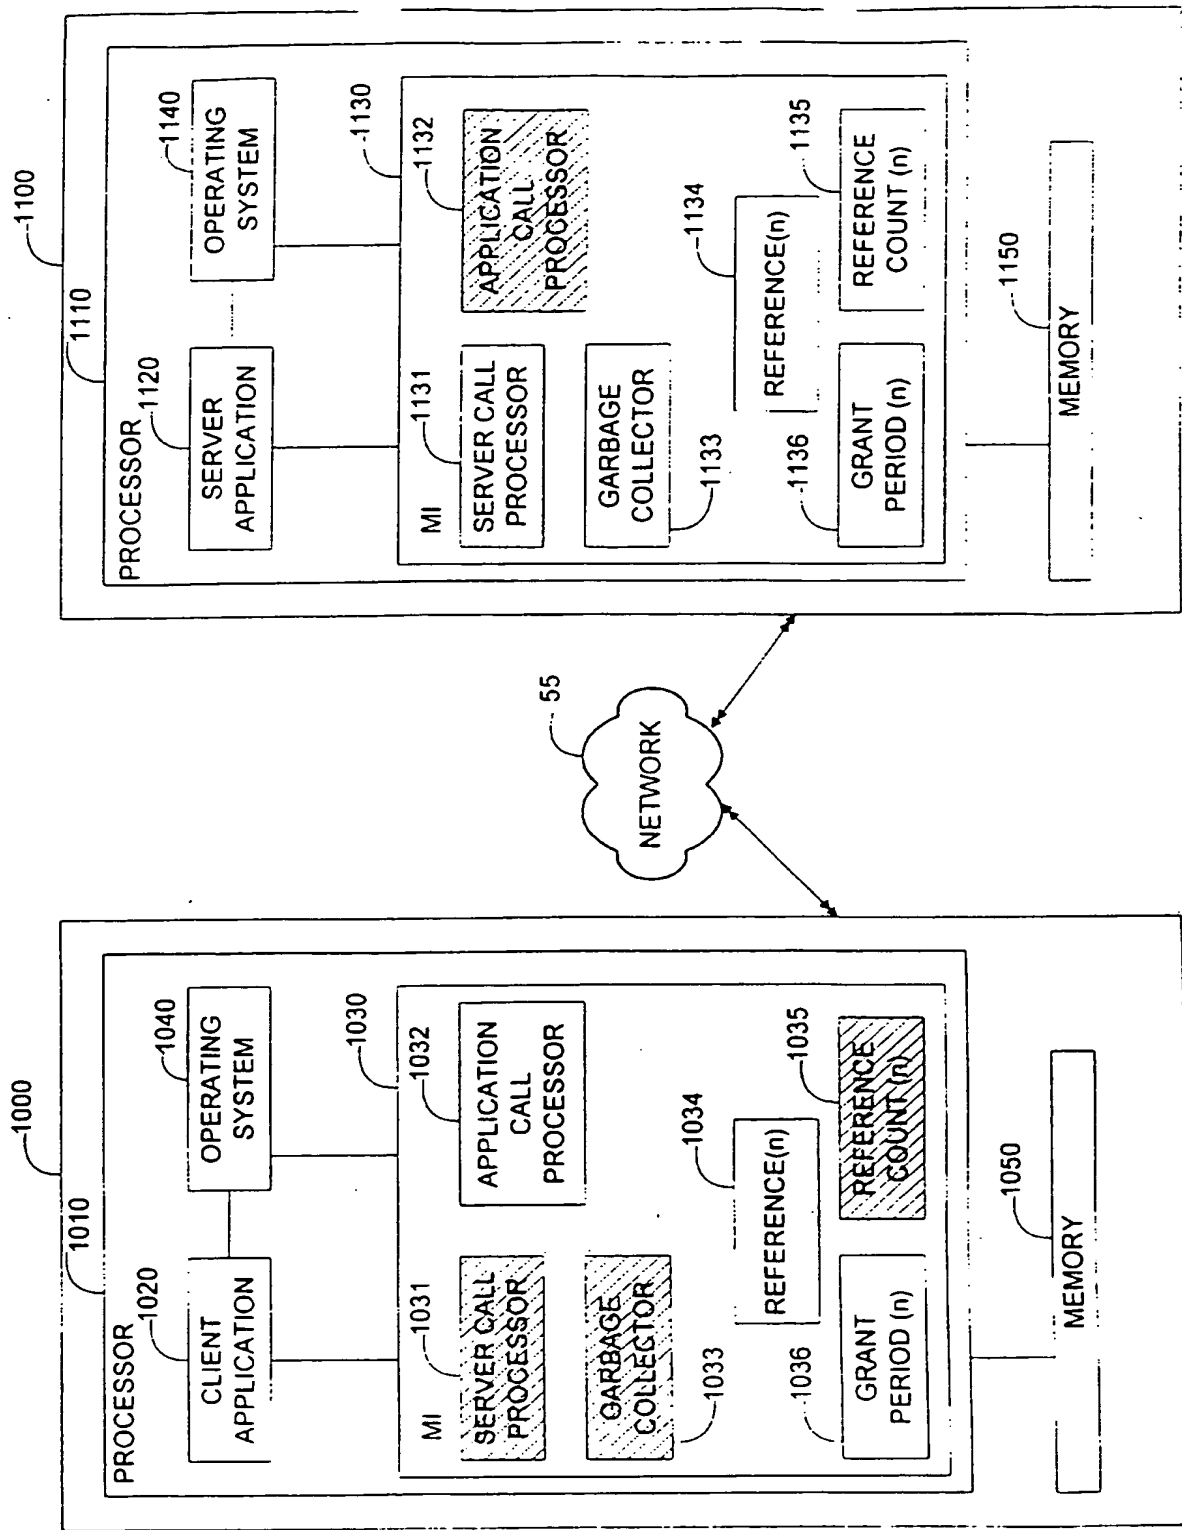 1000
1010
PROCESSOR
1020
CLIENT
APPLICATION
1040
OPERATING
SYSTEM
1030
MI
1031
SERVER CALL
PROCESSOR
1032
APPLICATION
CALL
PROCESSOR
GARBAGE
COLLECTOR
1033
1034
REFERENCE(n)
1035
REFERENCE
COUNT (n)
1036
GRANT
PERIOD (n)
1050
MEMORY
55
NETWORK
1100
1110
PROCESSOR
1120
SERVER
APPLICATION
1140
OPERATING
SYSTEM
1130
MI
1131
SERVER CALL
PROCESSOR
1132
APPLICATION
CALL
PROCESSOR
GARBAGE
COLLECTOR
1133
1134
REFERENCE(n)
1135
REFERENCE
COUNT (n)
1136
GRANT
PERIOD (n)
1150
MEMORY